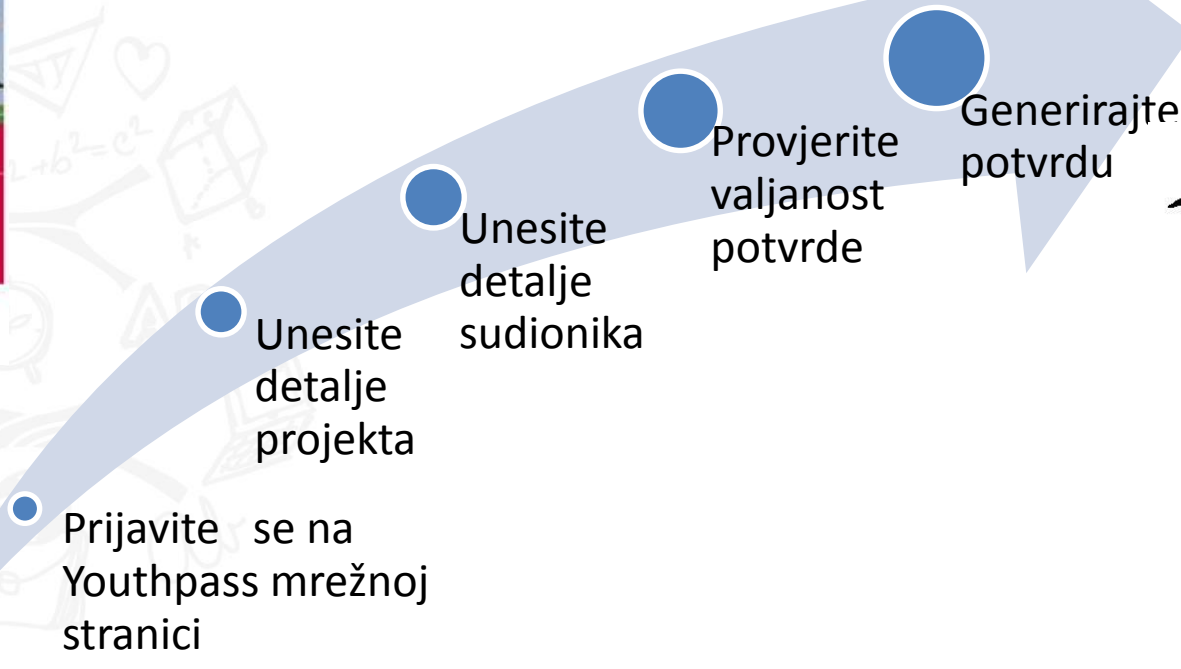 Prijavite se na
Youthpass mrežnoj
stranici
Unesite
detalje
projekta
Unesite
detalje
sudionika
Provjerite
valjanost
potvrde
Generirajte
potvrdu